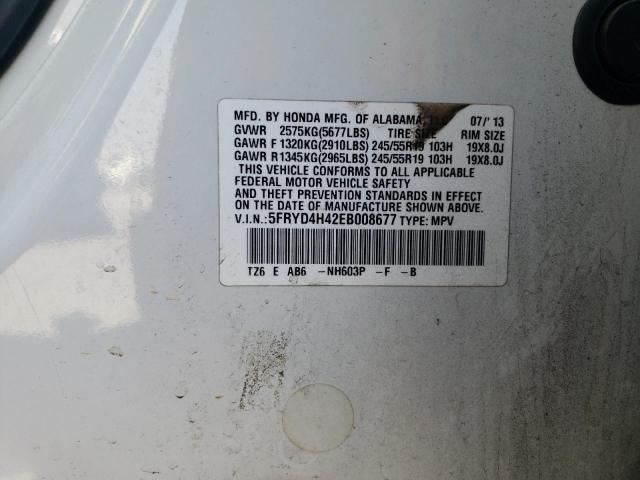 MFD. BY HONDA MFG. OF ALABAMA, 07/'13
GVWR 2575KG(5677LBS) TIRE SIZE RIM SIZE
GAWR F 1320KG(2910LBS) 245/55R19 103H 19X8.0J
GAWR R1345KG(2965LBS) 245/55R19 103H 19X8.0J
THIS VEHICLE CONFORMS TO ALL APPLICABLE
FEDERAL MOTOR VEHICLE SAFETY AND
THEFT PREVENTION STANDARDS IN EFFECT
ON THE DATE OF MANUFACTURE SHOWN ABOVE.
V.I.N.: 5FRYD4H42EB008677 TYPE: MPV
TZ6 E AB6 -NH603P -F -B